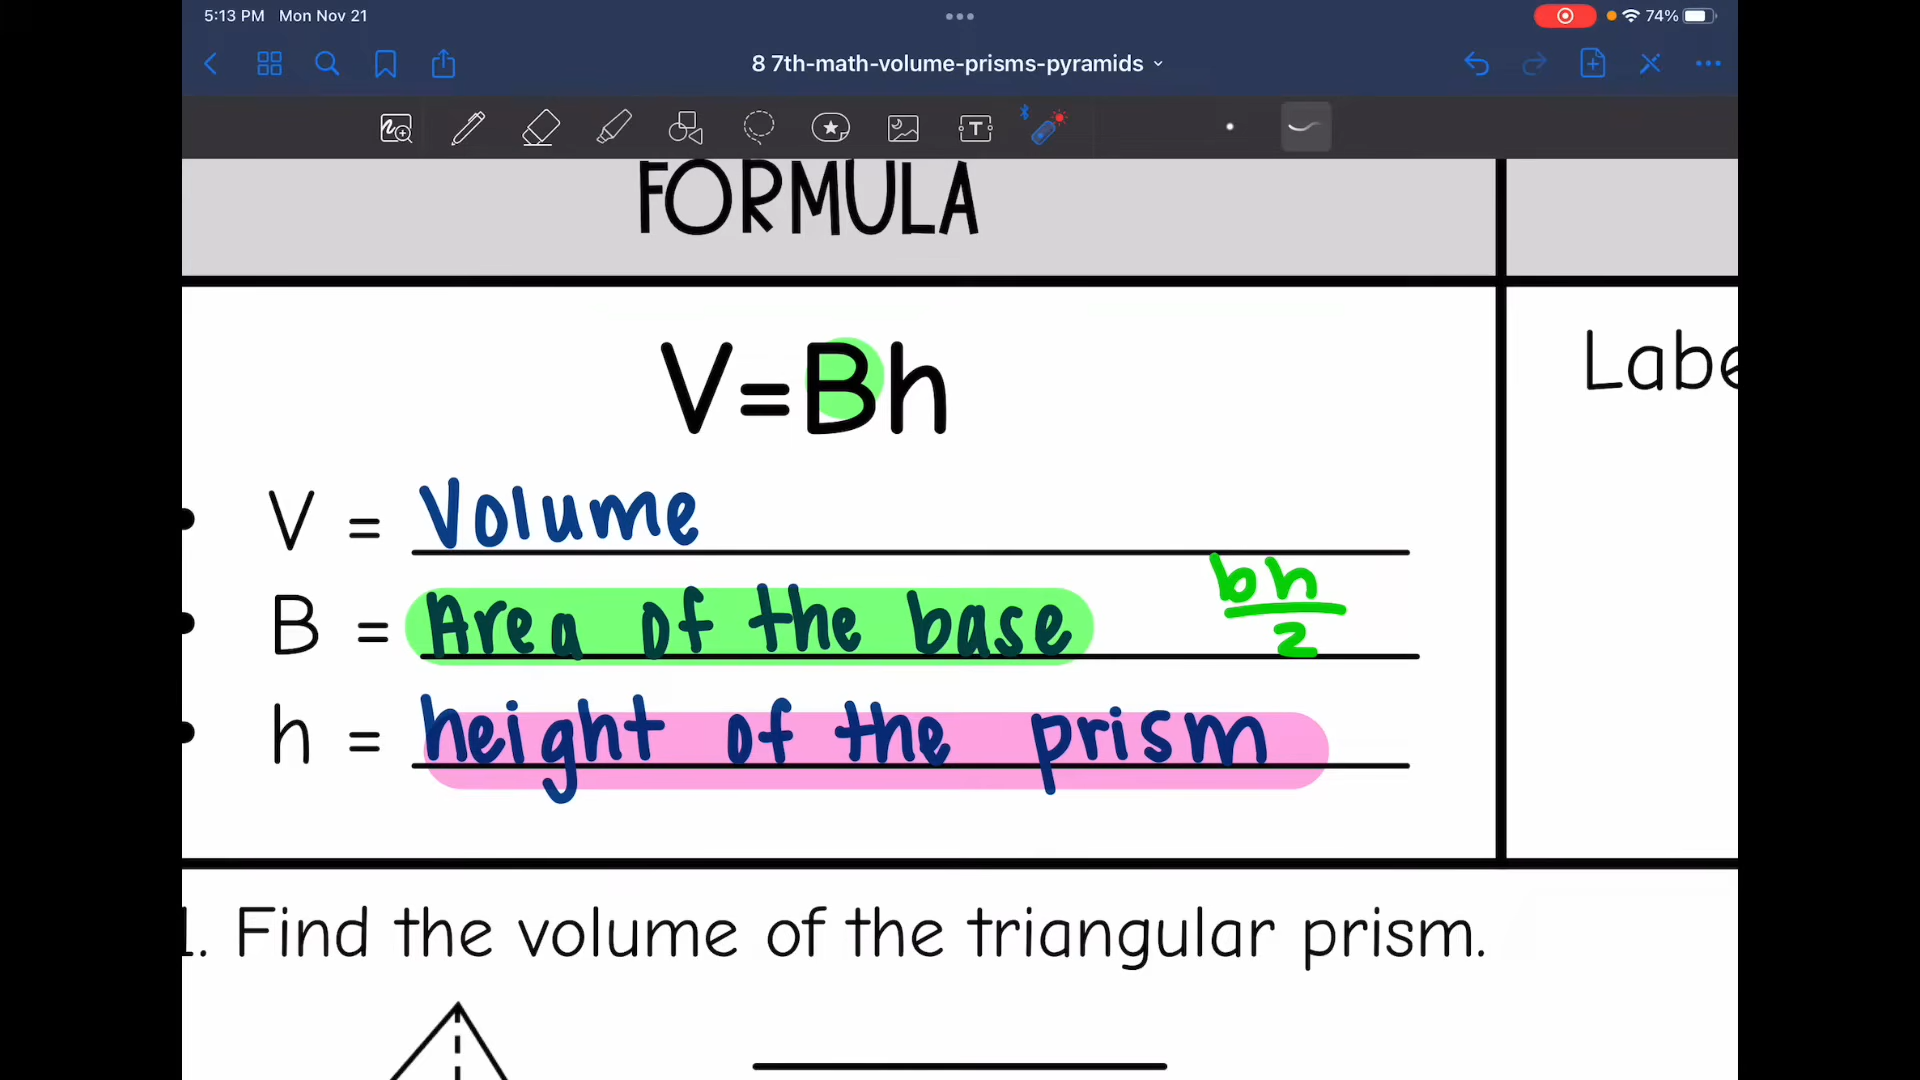 5:13 PM Mon Nov 21
74%
8 7th-math-volume-prisms-pyramids
T
FORMULA
V=Bh
Labe
V = Volume
B = Area of the base
bh
2
h = height of the prism
1. Find the volume of the triangular prism.